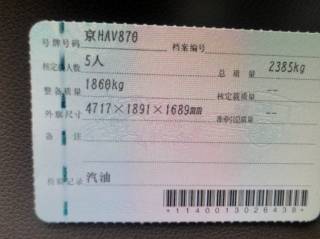 号牌号码 京HAV870 档案编号
核定载人数 5人 总质量 2385kg
整备质量 1860kg 核定载质量 --
外廓尺寸 4717×1891×1689mm 准牵引总质量 --
备注
检验记录 汽油
*1140013026438*